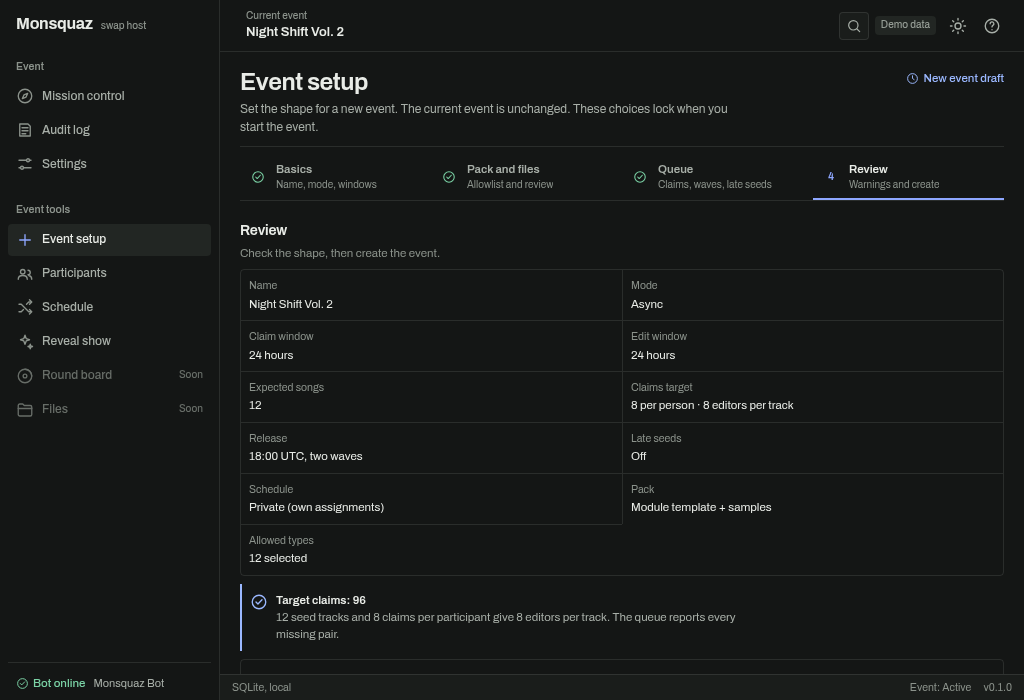 Monsquaz swap host
Event
Mission control
Audit log
Settings
Event tools
Event setup
Participants
Schedule
Reveal show
Round board Soon
Files Soon
Bot online Monsquaz Bot
Current event
Night Shift Vol. 2
Demo data
Event setup
New event draft
Set the shape for a new event. The current event is unchanged. These choices lock when you
start the event.
Basics
Name, mode, windows
Pack and files
Allowlist and review
Queue
Claims, waves, late seeds
4
Review
Warnings and create
Review
Check the shape, then create the event.
Name
Night Shift Vol. 2
Mode
Async
Claim window
24 hours
Edit window
24 hours
Expected songs
12
Claims target
8 per person · 8 editors per track
Release
18:00 UTC, two waves
Late seeds
Off
Schedule
Private (own assignments)
Pack
Module template + samples
Allowed types
12 selected
Target claims: 96
12 seed tracks and 8 claims per participant give 8 editors per track. The queue reports every
missing pair.
SQLite, local
Event: Active v0.1.0